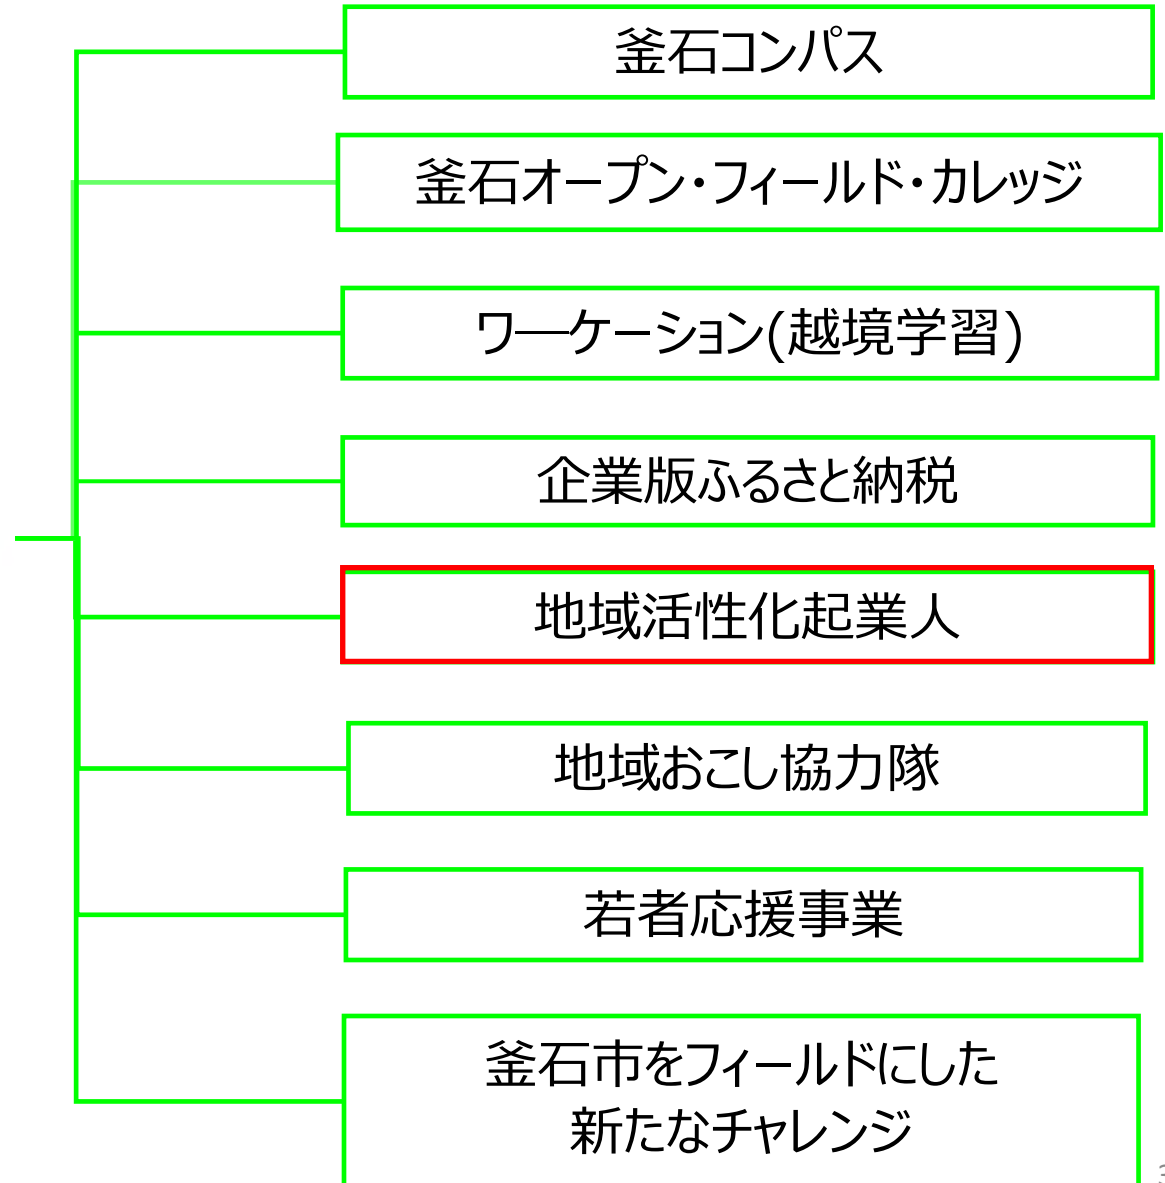 釜石コンパス
釜石オープン・フィールド・カレッジ
ワ―ケーション(越境学習)
企業版ふるさと納税
地域活性化起業人
地域おこし協力隊
若者応援事業
釜石市をフィールドにした
新たなチャレンジ